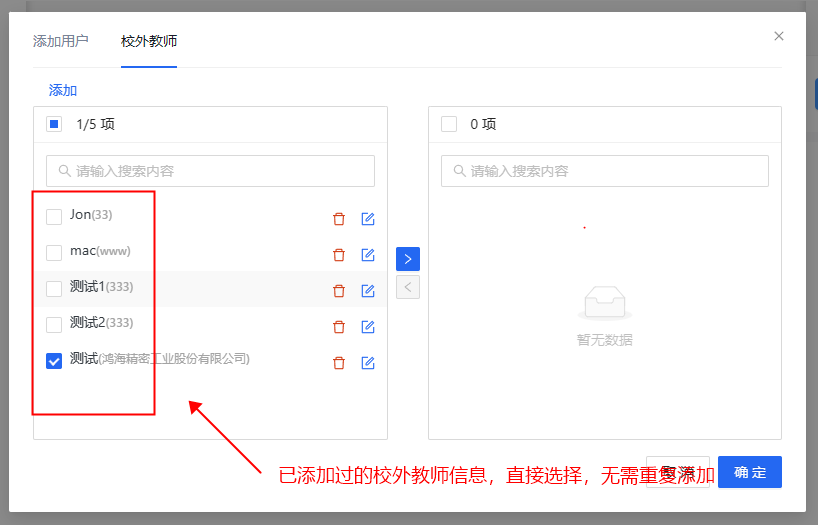 添加用户 校外教师
添加
1/5 项
请输入搜索内容
Jon(33)
mac(www)
测试1(333)
测试2(333)
测试(鸿海精密工业股份有限公司)
0 项
请输入搜索内容
暂无数据
已添加过的校外教师信息，直接选择，无需重复添加
取 消
确 定